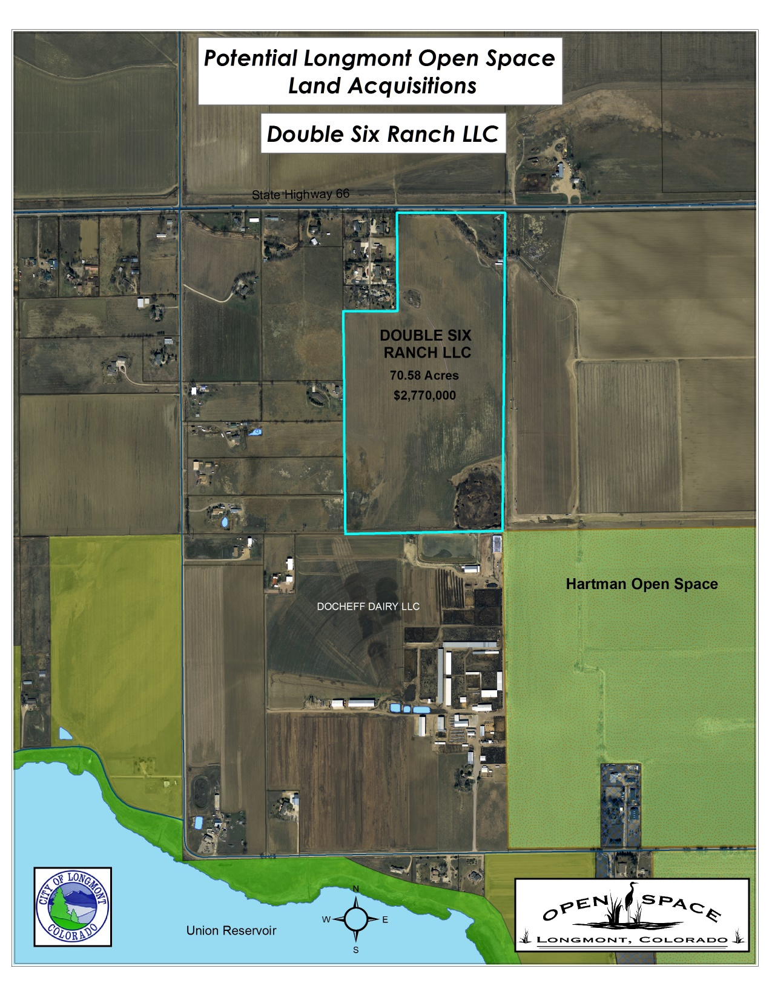 Potential Longmont Open Space
Land Acquisitions
Double Six Ranch LLC
State Highway 66
DOUBLE SIX
RANCH LLC
70.58 Acres
$2,770,000
Hartman Open Space
DOCHEFF DAIRY LLC
Union Reservoir
N
W
E
S
CITY OF LONGMONT
COLORADO
OPEN SPACE
LONGMONT, COLORADO